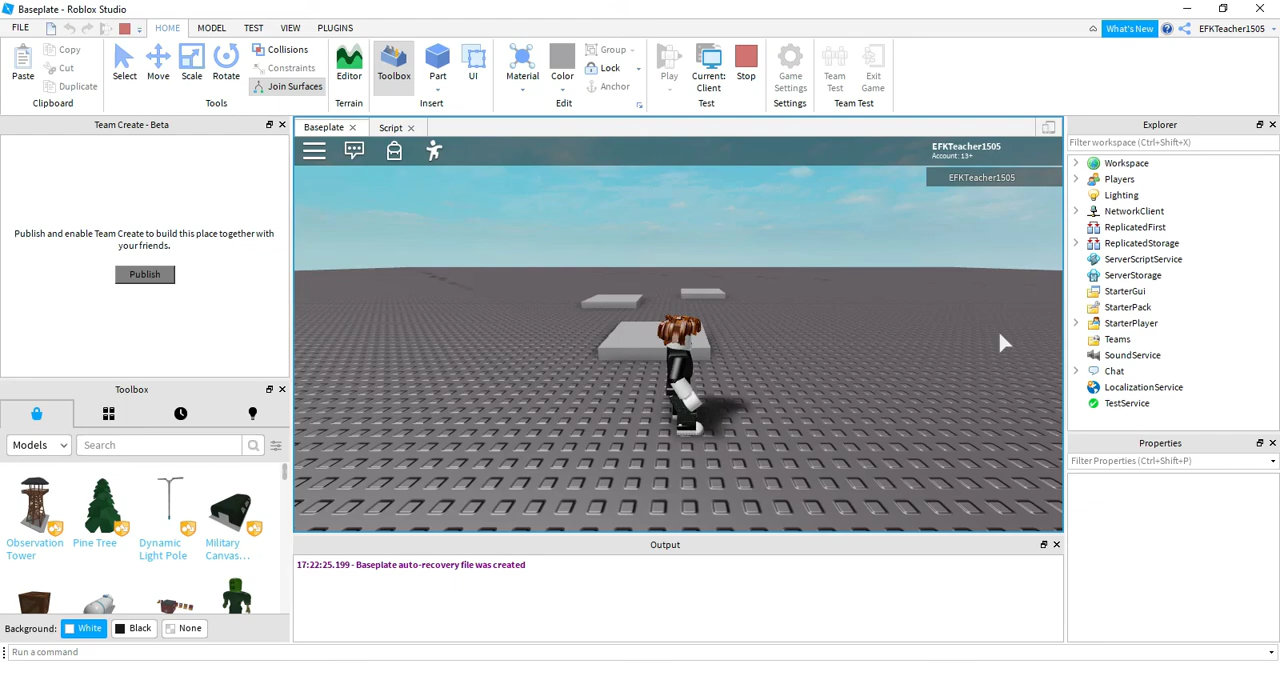 Baseplate - Roblox Studio
FILE
HOME
MODEL
TEST
VIEW
PLUGINS
What's New
EFKTeacher1505
Paste
Copy
Cut
Duplicate
Clipboard
Select
Move
Scale
Rotate
Collisions
Constraints
Join Surfaces
Tools
Editor
Terrain
Toolbox
Part
UI
Insert
Material
Color
Group
Lock
Anchor
Edit
Play
Current:
Client
Stop
Test
Game
Settings
Settings
Team
Test
Exit
Game
Team Test
Team Create - Beta
Publish and enable Team Create to build this place together with
your friends.
Publish
Toolbox
Models
Search
Observation
Tower
Pine Tree
Dynamic
Light Pole
Military
Canvas...
Background:
White
Black
None
Run a command
Baseplate
Script
EFKTeacher1505
Account: 13+
EFKTeacher1505
Output
17:22:25.199 - Baseplate auto-recovery file was created
Explorer
Filter workspace (Ctrl+Shift+X)
Workspace
Players
Lighting
NetworkClient
ReplicatedFirst
ReplicatedStorage
ServerScriptService
ServerStorage
StarterGui
StarterPack
StarterPlayer
Teams
SoundService
Chat
LocalizationService
TestService
Properties
Filter Properties (Ctrl+Shift+P)